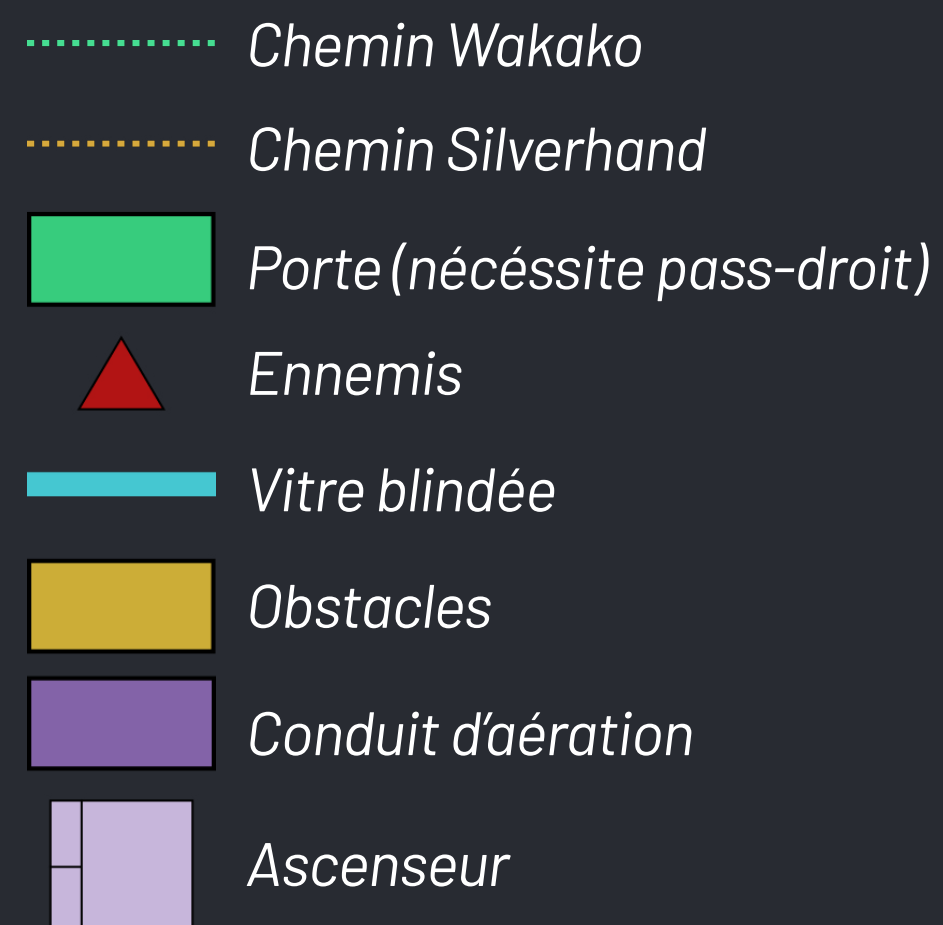 Chemin Wakako
Chemin Silverhand
Porte (nécéssite pass-droit)
Ennemis
Vitre blindée
Obstacles
Conduit d'aération
Ascenseur